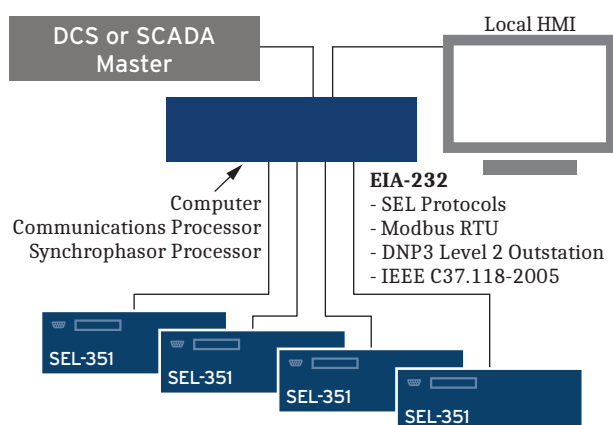 DCS or SCADA
Master
Local HMI
Computer
Communications Processor
Synchrophasor Processor
EIA-232
- SEL Protocols
- Modbus RTU
- DNP3 Level 2 Outstation
- IEEE C37.118-2005
SEL-351
SEL-351
SEL-351
SEL-351